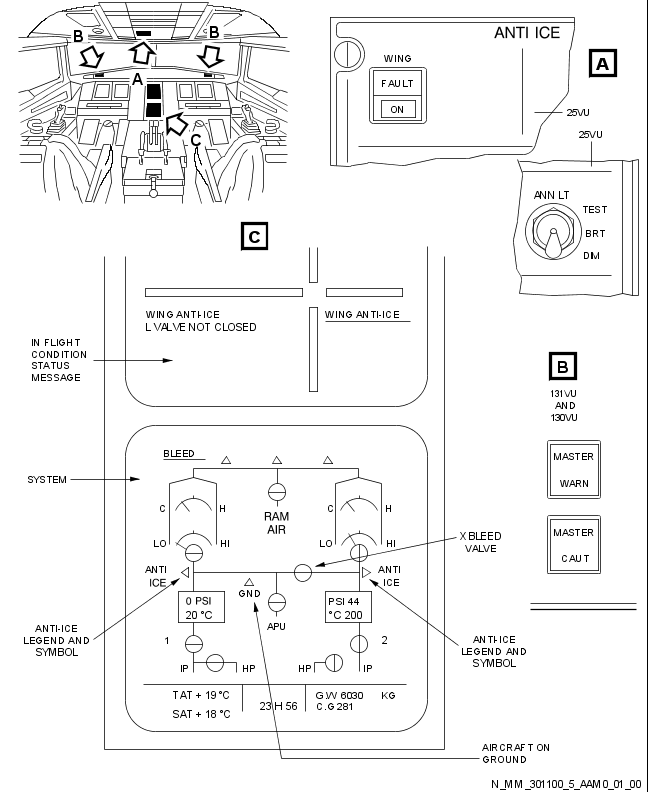 B
B
A
C
ANTI ICE
WING
FAULT
ON
25VU
A
25VU
ANN LT
TEST
BRT
DIM
C
WING ANTI-ICE
L VALVE NOT CLOSED
WING ANTI-ICE
IN FLIGHT
CONDITION
STATUS
MESSAGE
B
131VU
AND
130VU
MASTER
WARN
MASTER
CAUT
SYSTEM
BLEED
C
H
RAM
AIR
C
H
LO
HI
LO
HI
X BLEED
VALVE
ANTI
ICE
GND
ANTI
ICE
0 PSI
20 °C
APU
PSI 44
°C 200
ANTI-ICE
LEGEND AND
SYMBOL
1
2
IP
HP
HP
IP
ANTI-ICE
LEGEND AND
SYMBOL
TAT + 19 °C
SAT + 18 °C
23 H 56
GW 6030 KG
C.G 281
AIRCRAFT ON
GROUND
N_MM_301100_5_AAM0_01_00